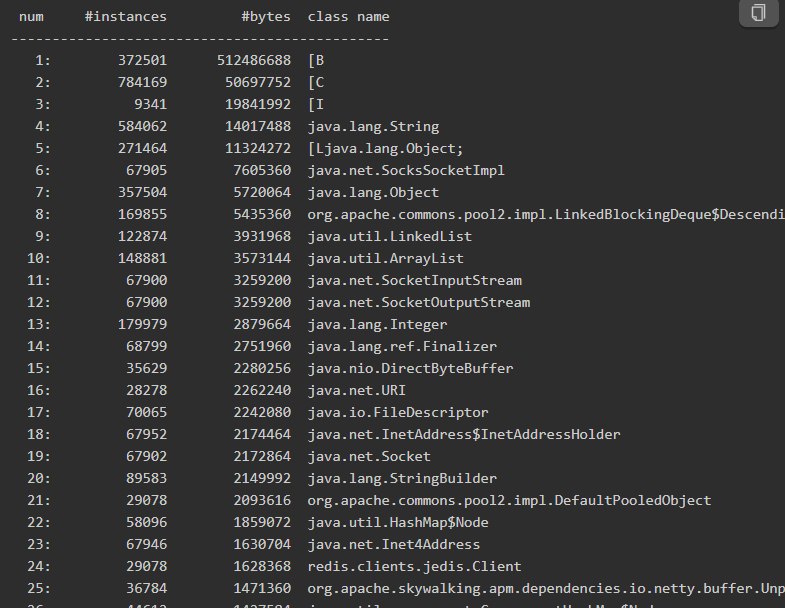 num #instances #bytes class name
----------------------------------------------
1: 372501 512486688 [B
2: 784169 50697752 [C
3: 9341 19841992 [I
4: 584062 14017488 java.lang.String
5: 271464 11324272 [Ljava.lang.Object;
6: 67905 7605360 java.net.SocksSocketImpl
7: 357504 5720064 java.lang.Object
8: 169855 5435360 org.apache.commons.pool2.impl.LinkedBlockingDeque$Descendi
9: 122874 3931968 java.util.LinkedList
10: 148881 3573144 java.util.ArrayList
11: 67900 3259200 java.net.SocketInputStream
12: 67900 3259200 java.net.SocketOutputStream
13: 179979 2879664 java.lang.Integer
14: 68799 2751960 java.lang.ref.Finalizer
15: 35629 2280256 java.nio.DirectByteBuffer
16: 28278 2262240 java.net.URI
17: 70065 2242080 java.io.FileDescriptor
18: 67952 2174464 java.net.InetAddress$InetAddressHolder
19: 67902 2172864 java.net.Socket
20: 89583 2149992 java.lang.StringBuilder
21: 29078 2093616 org.apache.commons.pool2.impl.DefaultPooledObject
22: 58096 1859072 java.util.HashMap$Node
23: 67946 1630704 java.net.Inet4Address
24: 29078 1628368 redis.clients.jedis.Client
25: 36784 1471360 org.apache.skywalking.apm.dependencies.io.netty.buffer.Unp